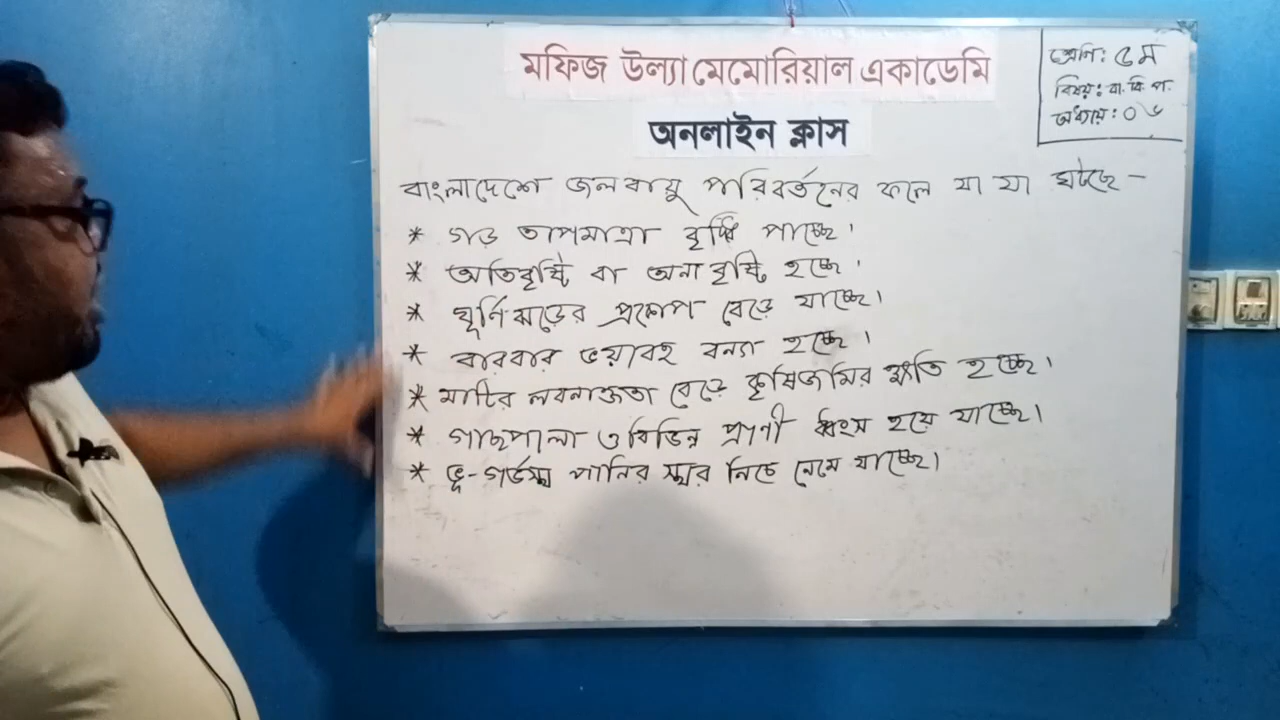 মফিজ উল্যা মেমোরিয়াল একাডেমি
অনলাইন ক্লাস
শ্রেণি: ৫ম
বিষয়: বা. বি. প.
অধ্যায়: ০৬
বাংলাদেশে জলবায়ু পরিবর্তনের ফলে যা যা ঘটছে -
* গড় তাপমাত্রা বৃদ্ধি পাচ্ছে।
* অতিবৃষ্টি বা অনাবৃষ্টি হচ্ছে।
* ঘূর্ণিঝড়ের প্রকোপ বেড়ে যাচ্ছে।
* বারবার ভয়াবহ বন্যা হচ্ছে।
* মাটির লবনাক্ততা বেড়ে কৃষিজমির ক্ষতি হচ্ছে।
* গাছপালা ও বিভিন্ন প্রাণী ধ্বংস হয়ে যাচ্ছে।
* ভূ-গর্ভস্থ পানির স্থর নিচে নেমে যাচ্ছে।